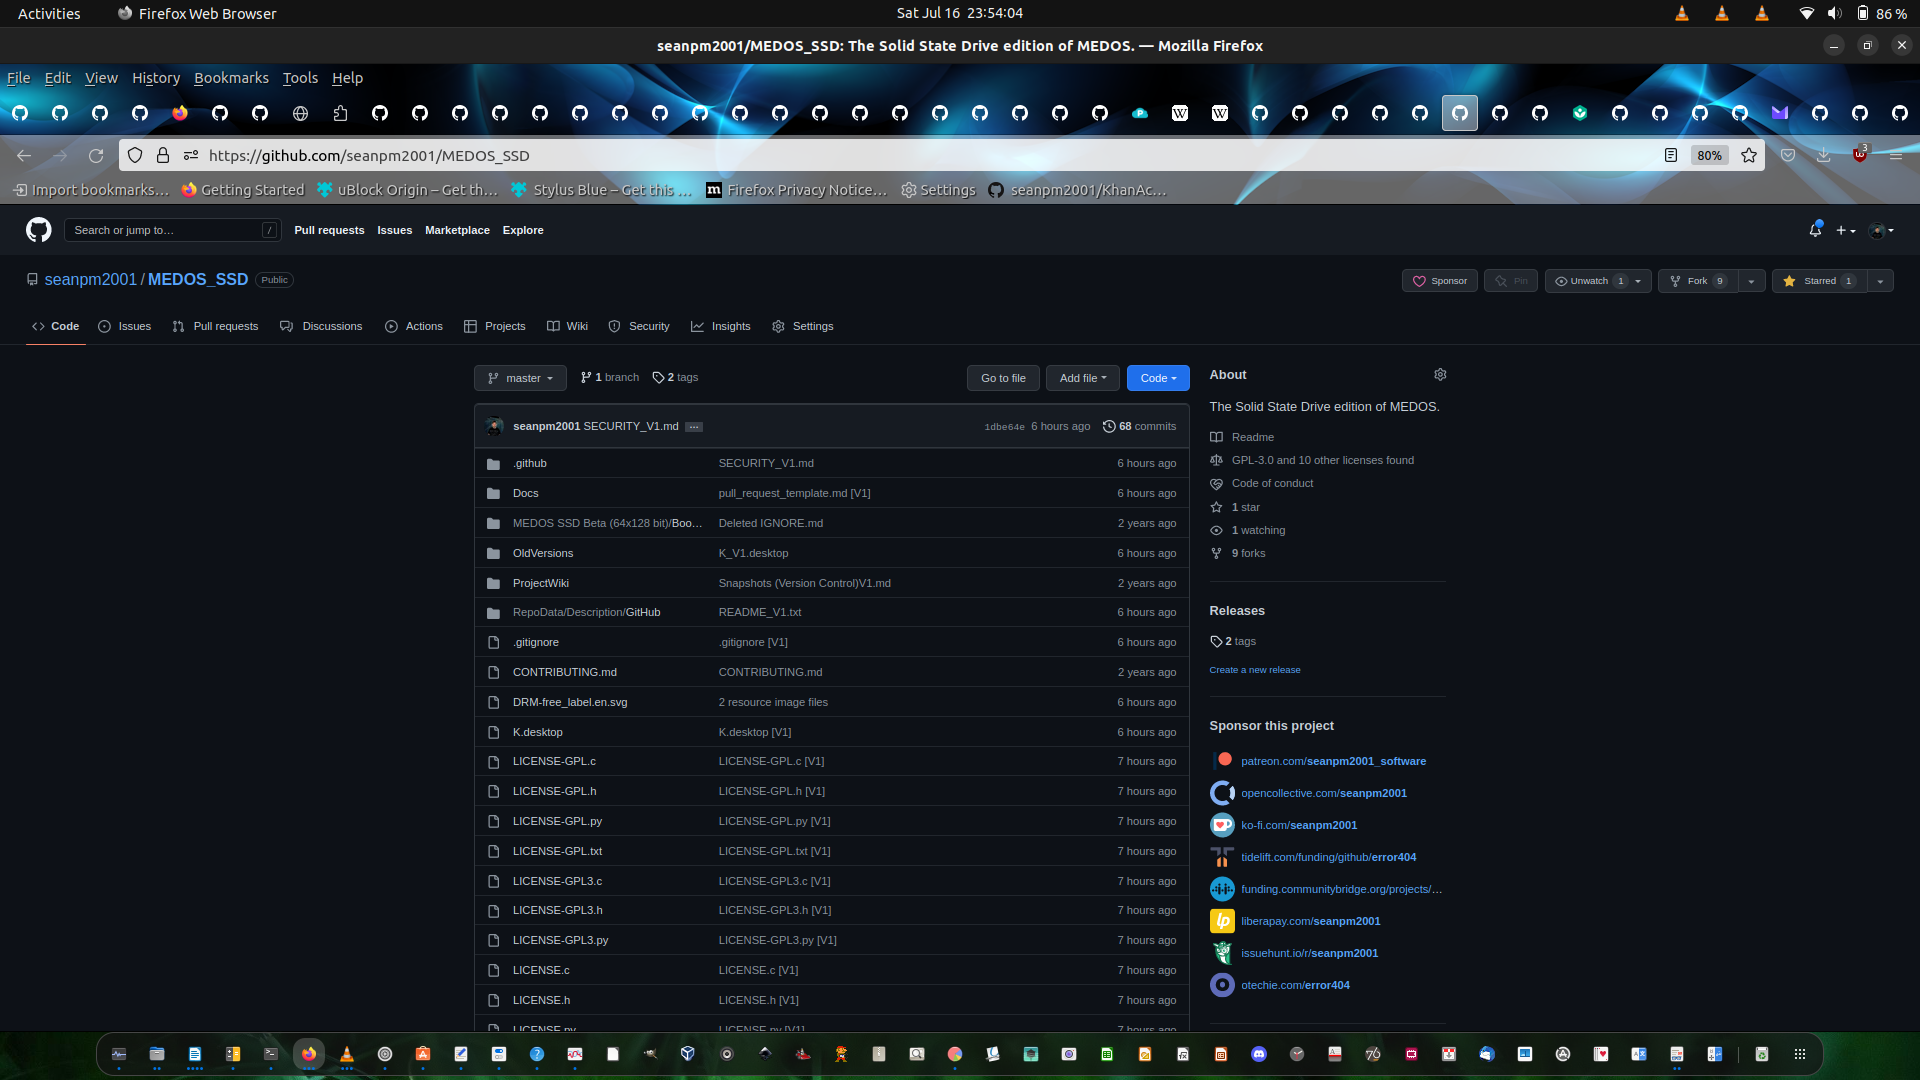 Activities Firefox Web Browser Sat Jul 16 23:54:04 86 %
seanpm2001/MEDOS_SSD: The Solid State Drive edition of MEDOS. — Mozilla Firefox
File Edit View History Bookmarks Tools Help
https://github.com/seanpm2001/MEDOS_SSD 80% 3
Import bookmarks… Getting Started uBlock Origin – Get th… Stylus Blue – Get this … Firefox Privacy Notice… Settings seanpm2001/KhanAc…
Search or jump to… / Pull requests Issues Marketplace Explore
seanpm2001 / MEDOS_SSD Public Sponsor Pin Unwatch 1 Fork 9 Starred 1
Code Issues Pull requests Discussions Actions Projects Wiki Security Insights Settings
master 1 branch 2 tags Go to file Add file Code
seanpm2001 SECURITY_V1.md … 1dbe64e 6 hours ago 68 commits
.github SECURITY_V1.md 6 hours ago
Docs pull_request_template.md [V1] 6 hours ago
MEDOS SSD Beta (64x128 bit)/Boo… Deleted IGNORE.md 2 years ago
OldVersions K_V1.desktop 6 hours ago
ProjectWiki Snapshots (Version Control)V1.md 2 years ago
RepoData/Description/GitHub README_V1.txt 6 hours ago
.gitignore .gitignore [V1] 6 hours ago
CONTRIBUTING.md CONTRIBUTING.md 2 years ago
DRM-free_label.en.svg 2 resource image files 6 hours ago
K.desktop K.desktop [V1] 6 hours ago
LICENSE-GPL.c LICENSE-GPL.c [V1] 7 hours ago
LICENSE-GPL.h LICENSE-GPL.h [V1] 7 hours ago
LICENSE-GPL.py LICENSE-GPL.py [V1] 7 hours ago
LICENSE-GPL.txt LICENSE-GPL.txt [V1] 7 hours ago
LICENSE-GPL3.c LICENSE-GPL3.c [V1] 7 hours ago
LICENSE-GPL3.h LICENSE-GPL3.h [V1] 7 hours ago
LICENSE-GPL3.py LICENSE-GPL3.py [V1] 7 hours ago
LICENSE.c LICENSE.c [V1] 7 hours ago
LICENSE.h LICENSE.h [V1] 7 hours ago
LICENSE.py LICENSE.py [V1] 7 hours ago
About
The Solid State Drive edition of MEDOS.
Readme
GPL-3.0 and 10 other licenses found
Code of conduct
1 star
1 watching
9 forks
Releases
2 tags
Create a new release
Sponsor this project
patreon.com/seanpm2001_software
opencollective.com/seanpm2001
ko-fi.com/seanpm2001
tidelift.com/funding/github/error404
funding.communitybridge.org/projects/…
liberapay.com/seanpm2001
issuehunt.io/r/seanpm2001
otechie.com/error404